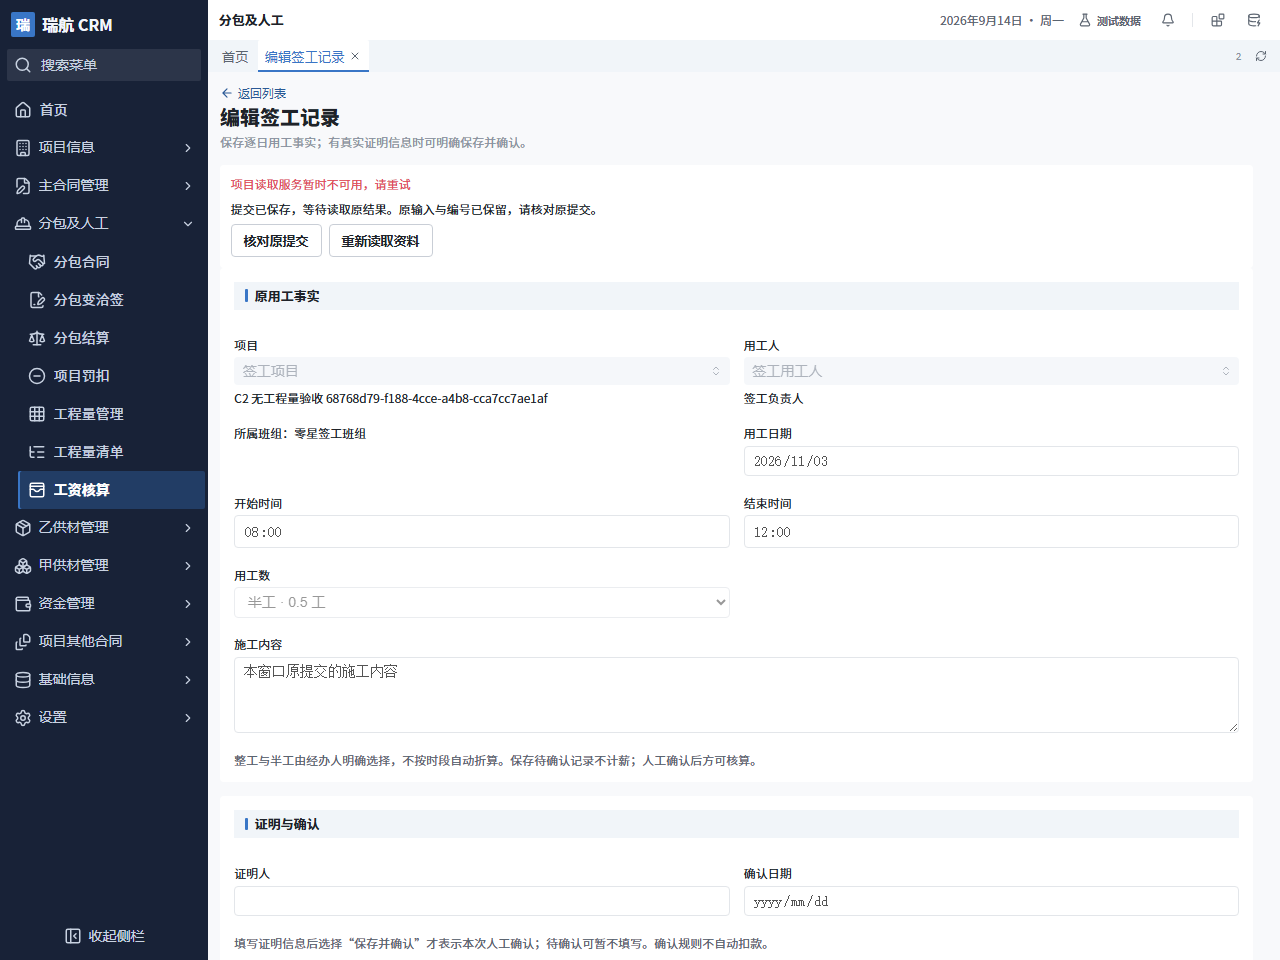 瑞 瑞航 CRM
搜索菜单
首页
项目信息
主合同管理
分包及人工
分包合同
分包变洽签
分包结算
项目罚扣
工程量管理
工程量清单
工资核算
乙供材管理
甲供材管理
资金管理
项目其他合同
基础信息
设置
收起侧栏
分包及人工
2026年9月14日 · 周一 测试数据
首页 编辑签工记录
2
返回列表
编辑签工记录
保存逐日用工事实；有真实证明信息时可明确保存并确认。
项目读取服务暂时不可用，请重试
提交已保存，等待读取原结果。原输入与编号已保留，请核对原提交。
核对原提交 重新读取资料
原用工事实
项目 用工人
签工项目 签工用工人
C2 无工程量验收 68768d79-f188-4cce-a4b8-cca7cc7ae1af 签工负责人
所属班组：零星签工班组 用工日期
2026/11/03
开始时间 结束时间
08:00 12:00
用工数
半工 · 0.5 工
施工内容
本窗口原提交的施工内容
整工与半工由经办人明确选择，不按时段自动折算。保存待确认记录不计薪；人工确认后方可核算。
证明与确认
证明人 确认日期
yyyy/mm/dd
填写证明信息后选择“保存并确认”才表示本次人工确认；待确认可暂不填写。确认规则不自动扣款。